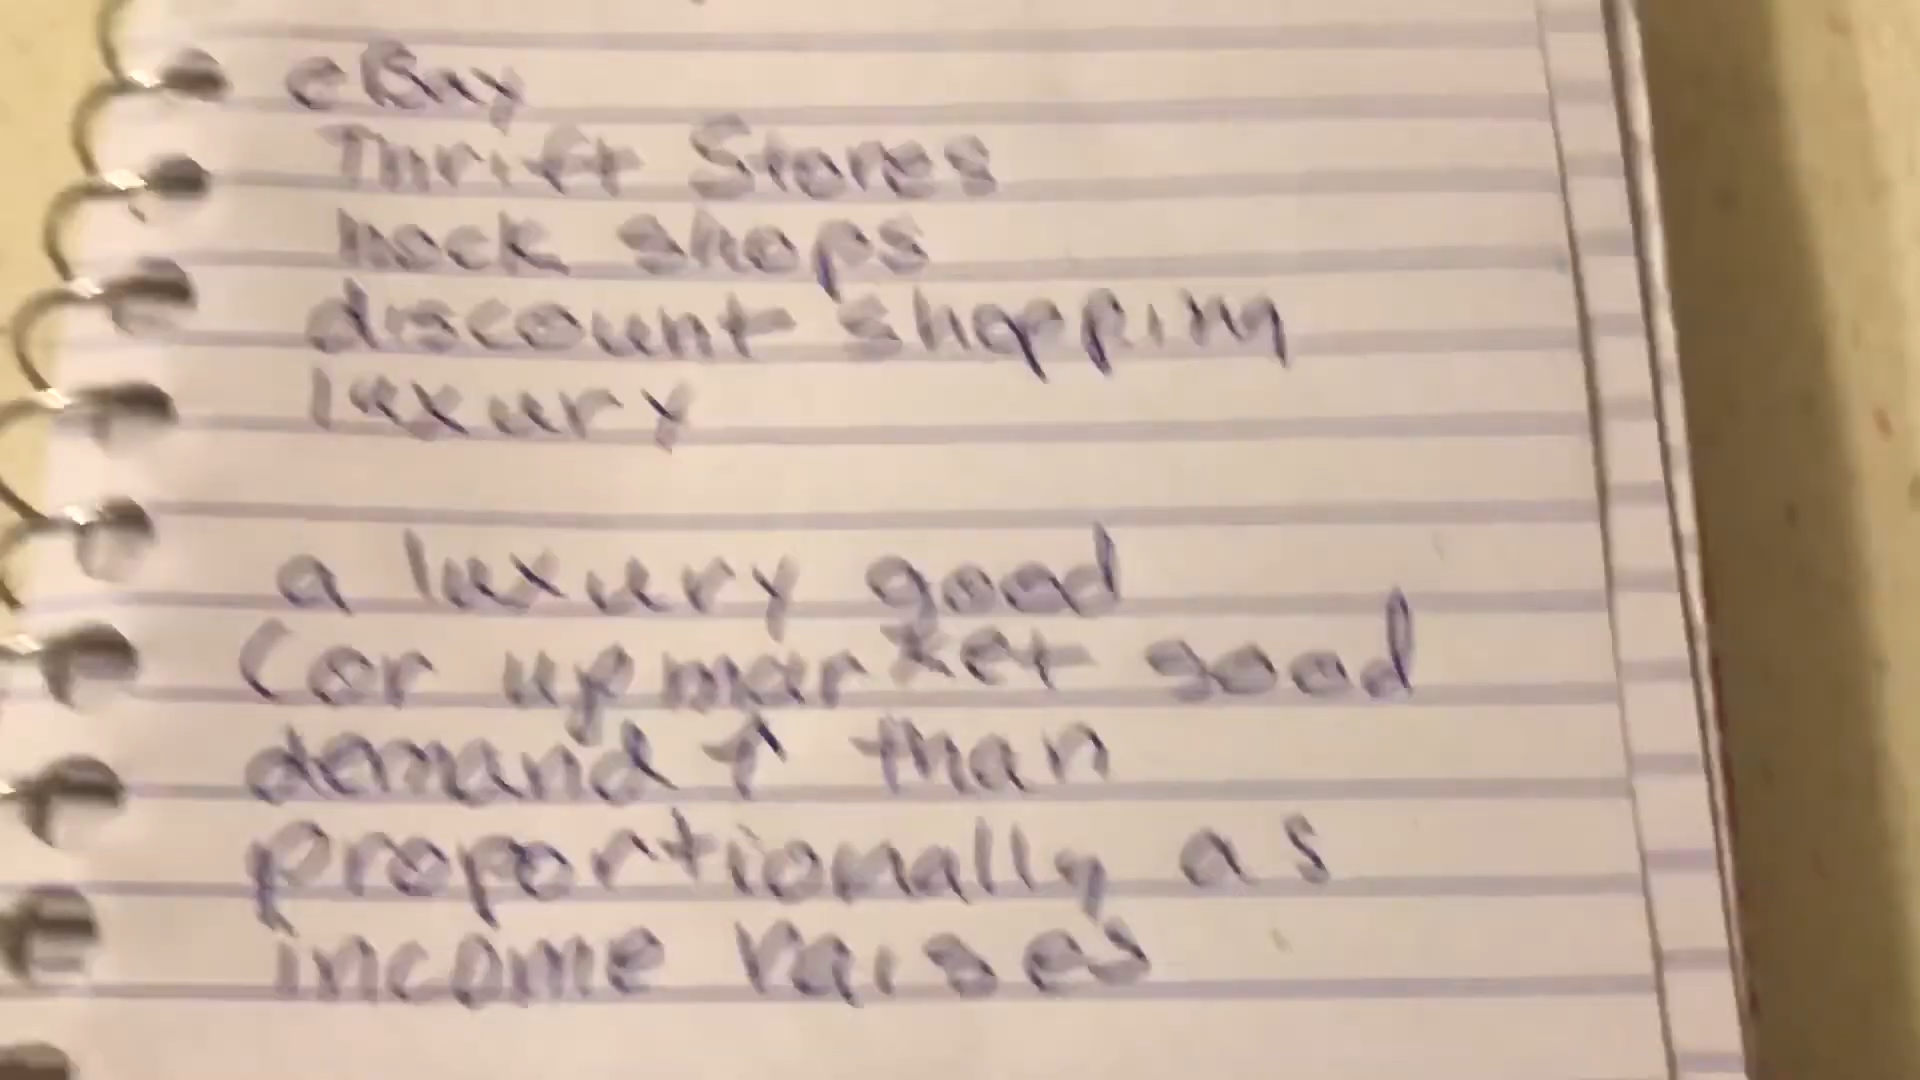 eBay
Thrift Stores
hock shops
discount shopping
luxury
a luxury good
(or upmarket good
demand ↑ than
proportionally as
income raises